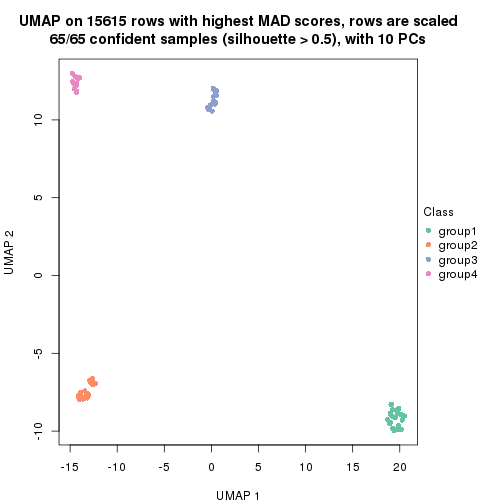 UMAP on 15615 rows with highest MAD scores, rows are scaled
65/65 confident samples (silhouette > 0.5), with 10 PCs
10
5
0
-5
-10
UMAP 2
-15
-10
-5
0
5
10
15
20
UMAP 1
Class
group1
group2
group3
group4